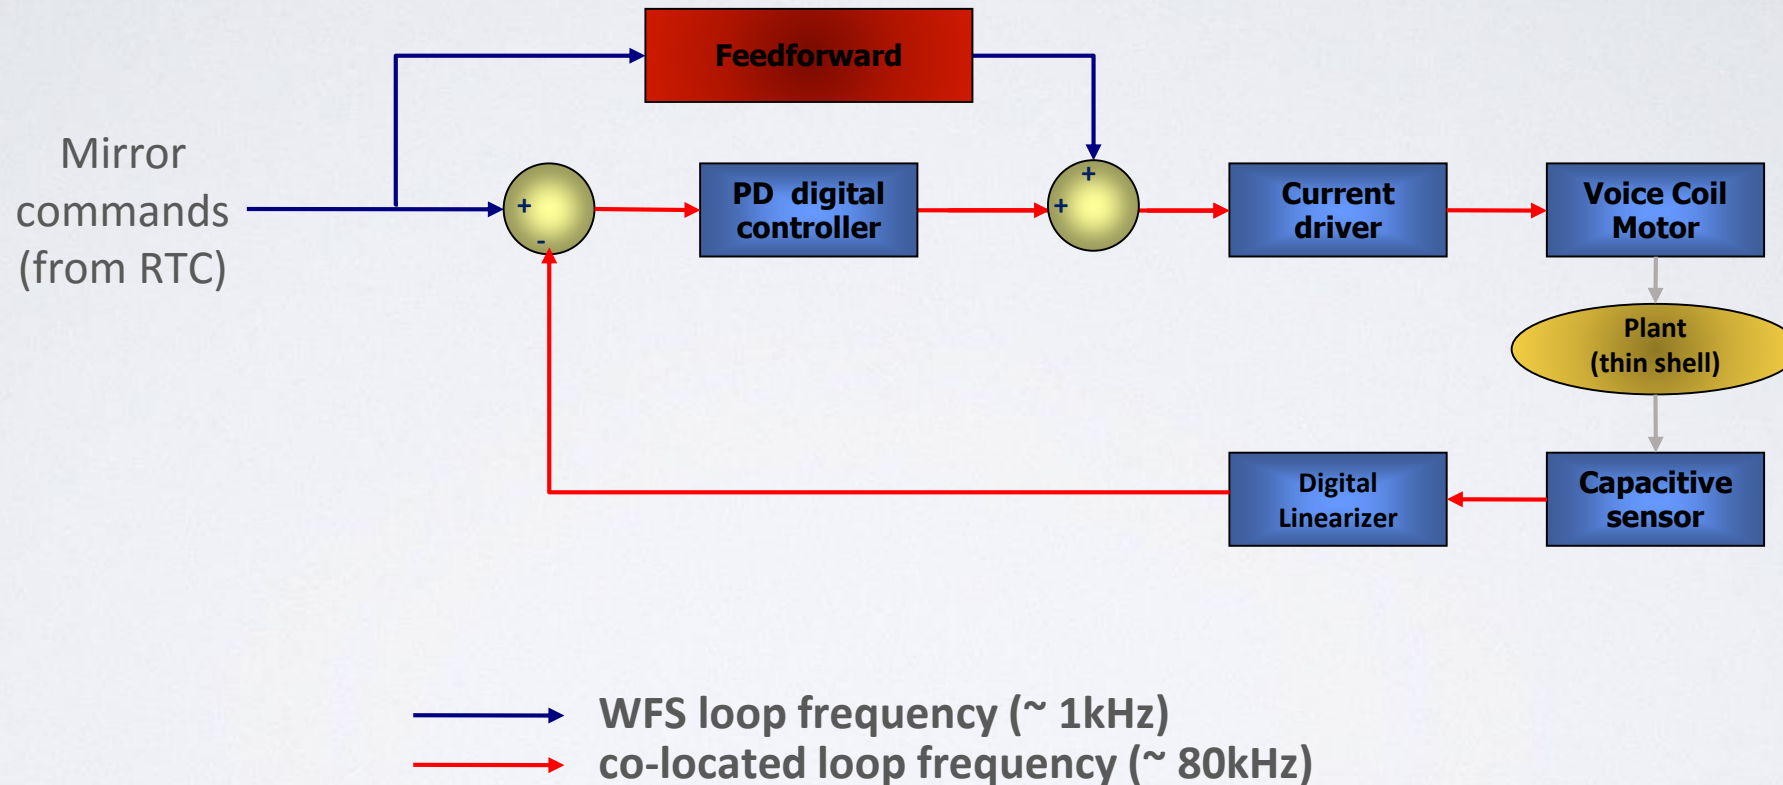 Feedforward
Mirror
commands
(from RTC)
+
-
PD digital
controller
+
+
Current
driver
Voice Coil
Motor
Plant
(thin shell)
Digital
Linearizer
Capacitive
sensor
WFS loop frequency (~ 1kHz)
co-located loop frequency (~ 80kHz)